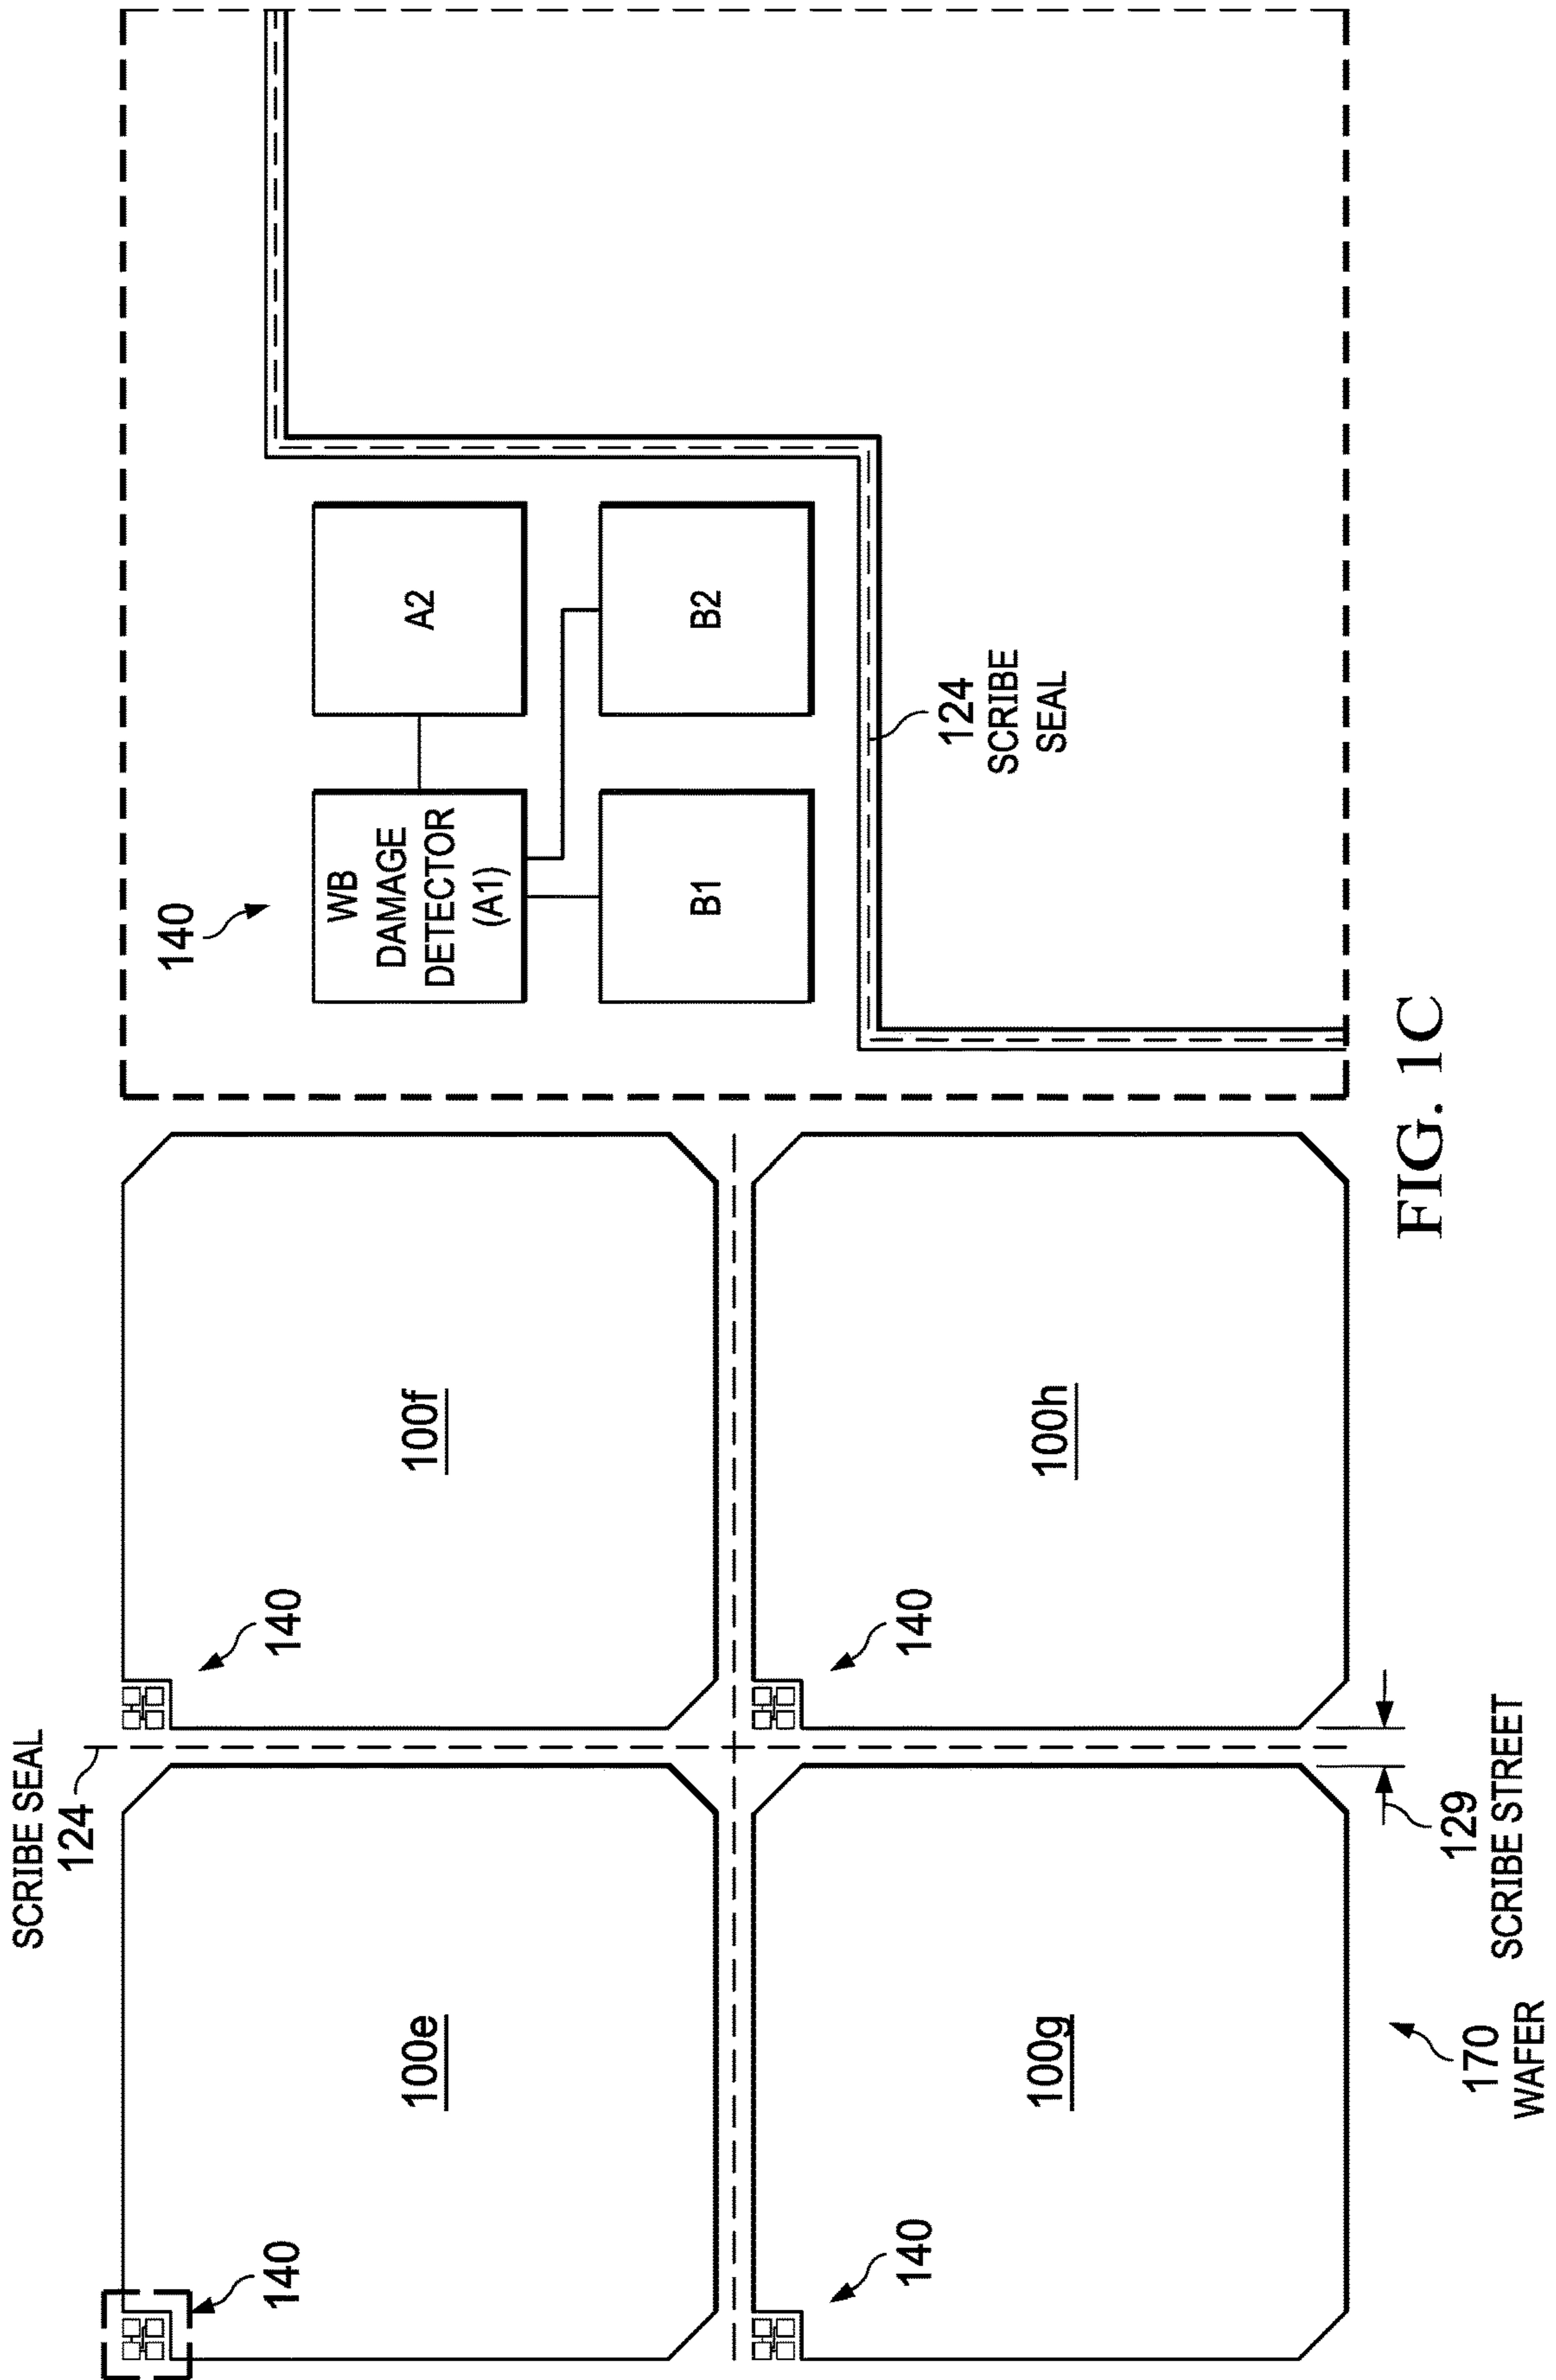 SCRIBE SEAL
124
140
140
100e
100f
140
140
100g
100h
170
WAFER
129
SCRIBE STREET
140
WB
DAMAGE
DETECTOR
(A1)
A2
B1
B2
124
SCRIBE
SEAL
FIG. 1C